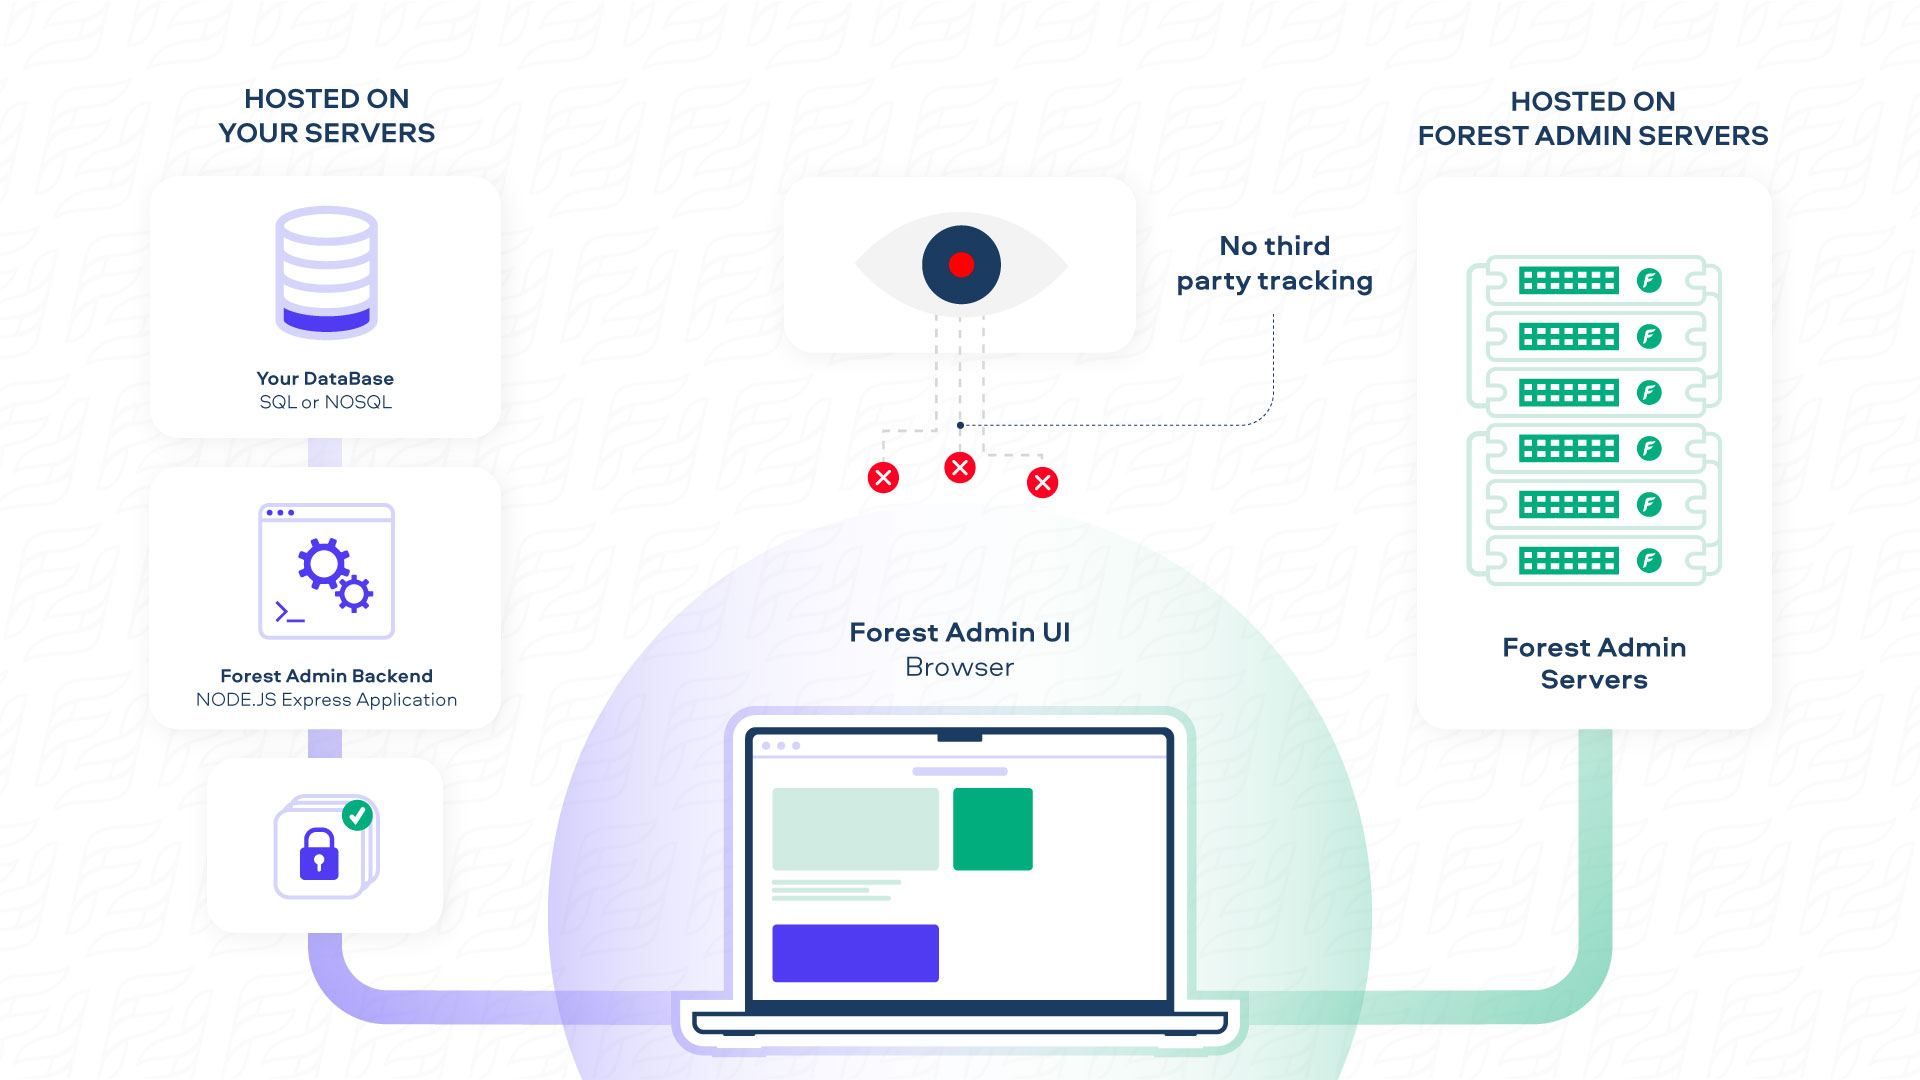 HOSTED ON
YOUR SERVERS
Your DataBase
SQL or NOSQL
Forest Admin Backend
NODE.JS Express Application
No third
party tracking
Forest Admin UI
Browser
HOSTED ON
FOREST ADMIN SERVERS
Forest Admin
Servers